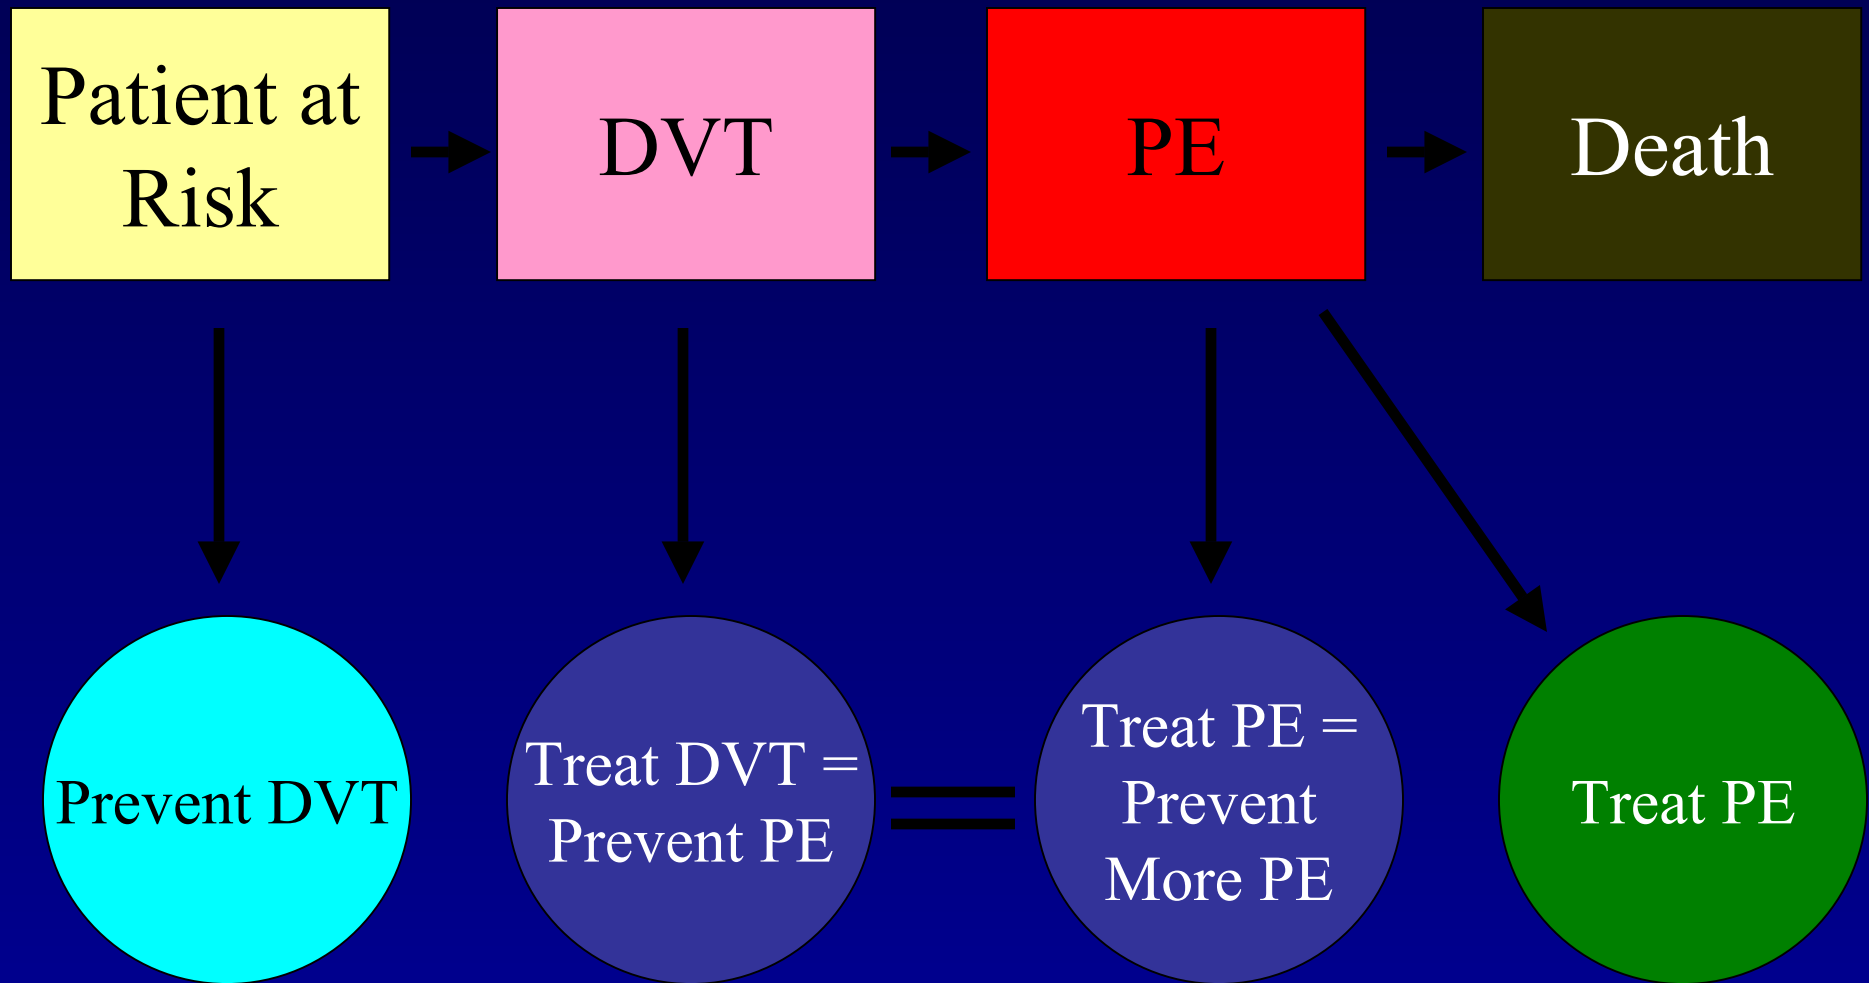 Patient at
Risk
DVT
PE
Death
Prevent DVT
Treat DVT =
Prevent PE
Treat PE =
Prevent
More PE
Treat PE